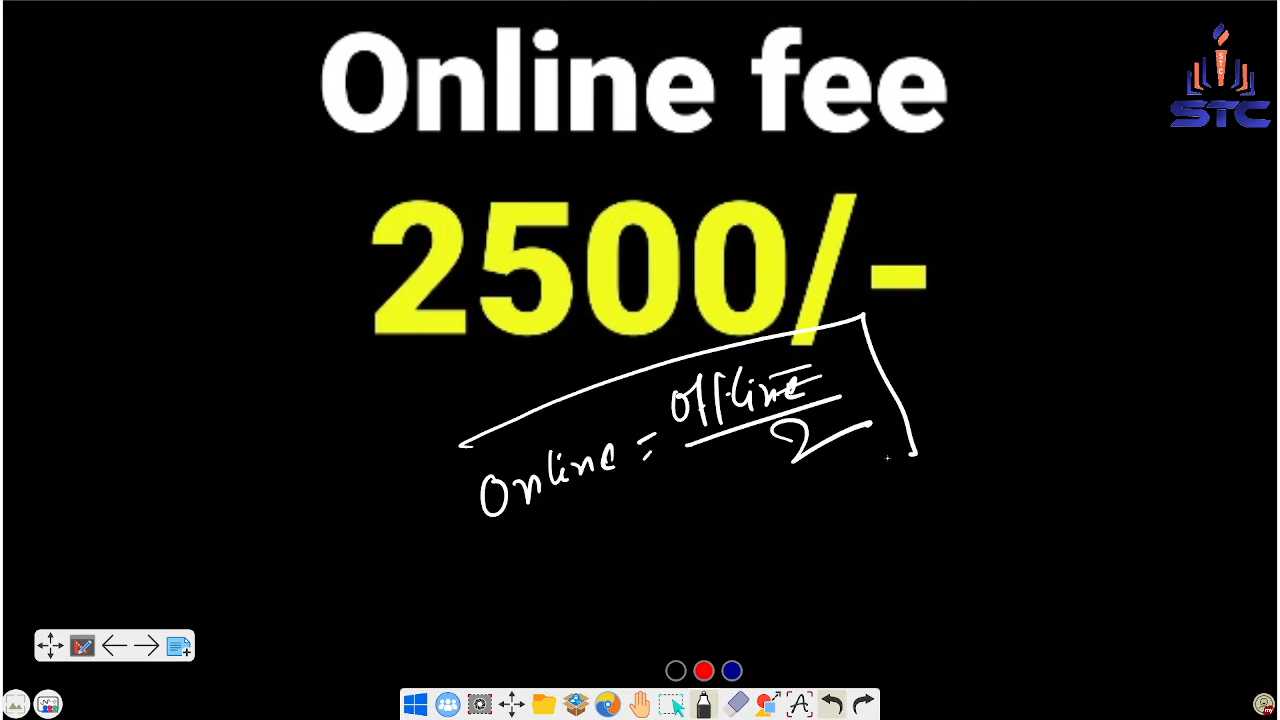 Online fee
STC
2500/-
Online = offline
2